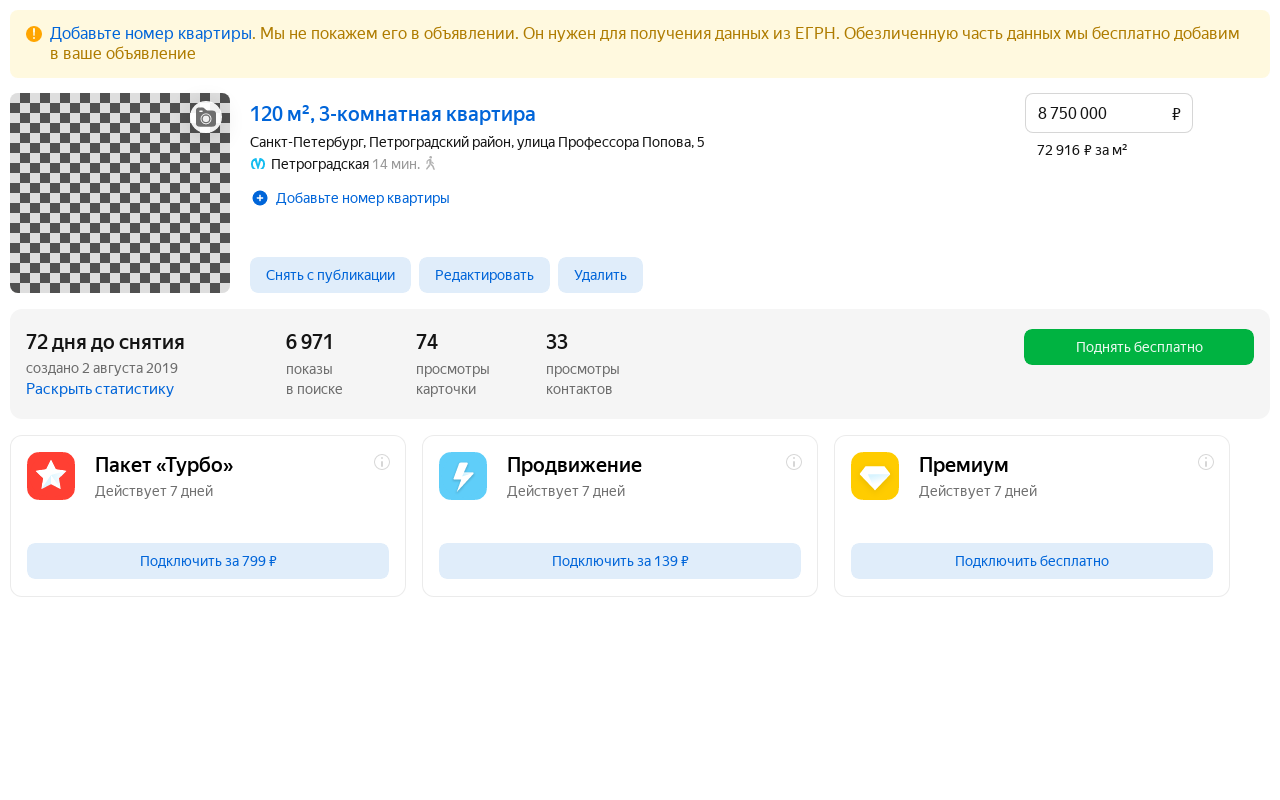 Добавьте номер квартиры. Мы не покажем его в объявлении. Он нужен для получения данных из ЕГРН. Обезличенную часть данных мы бесплатно добавим
в ваше объявление
120 м², 3-комнатная квартира
8 750 000 ₽
Санкт-Петербург, Петроградский район, улица Профессора Попова, 5
72 916 ₽ за м²
Петроградская 14 мин.
Добавьте номер квартиры
Снять с публикации Редактировать Удалить
72 дня до снятия
создано 2 августа 2019
Раскрыть статистику
6 971
показы
в поиске
74
просмотры
карточки
33
просмотры
контактов
Поднять бесплатно
Пакет «Турбо»
Действует 7 дней
Подключить за 799 ₽
Продвижение
Действует 7 дней
Подключить за 139 ₽
Премиум
Действует 7 дней
Подключить бесплатно